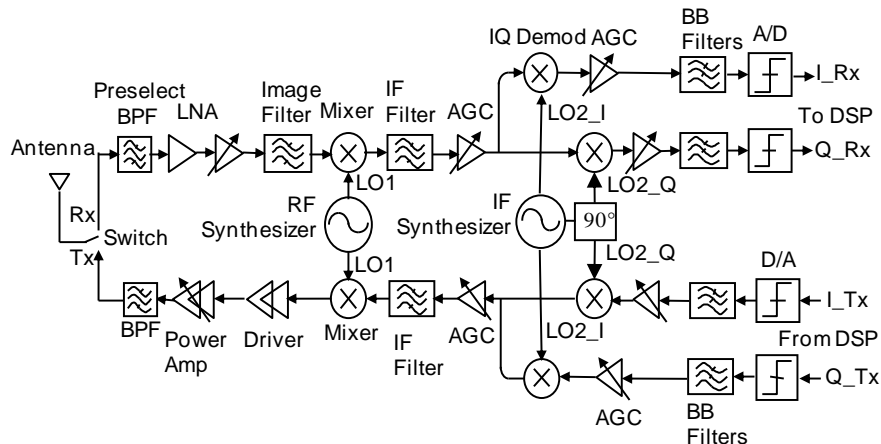 IQ Demod
AGC
BB
Filters
A/D
I_Rx
Preselect
BPF
LNA
Image
Filter
Mixer
IF
Filter
AGC
LO2_I
To DSP
Q_Rx
Antenna
LO1
LO2_Q
Rx
RF
Synthesizer
IF
Synthesizer
90°
Switch
Tx
LO1
LO2_Q
D/A
I_Tx
BPF
Power
Amp
Driver
Mixer
IF
Filter
AGC
LO2_I
From DSP
Q_Tx
AGC
BB
Filters